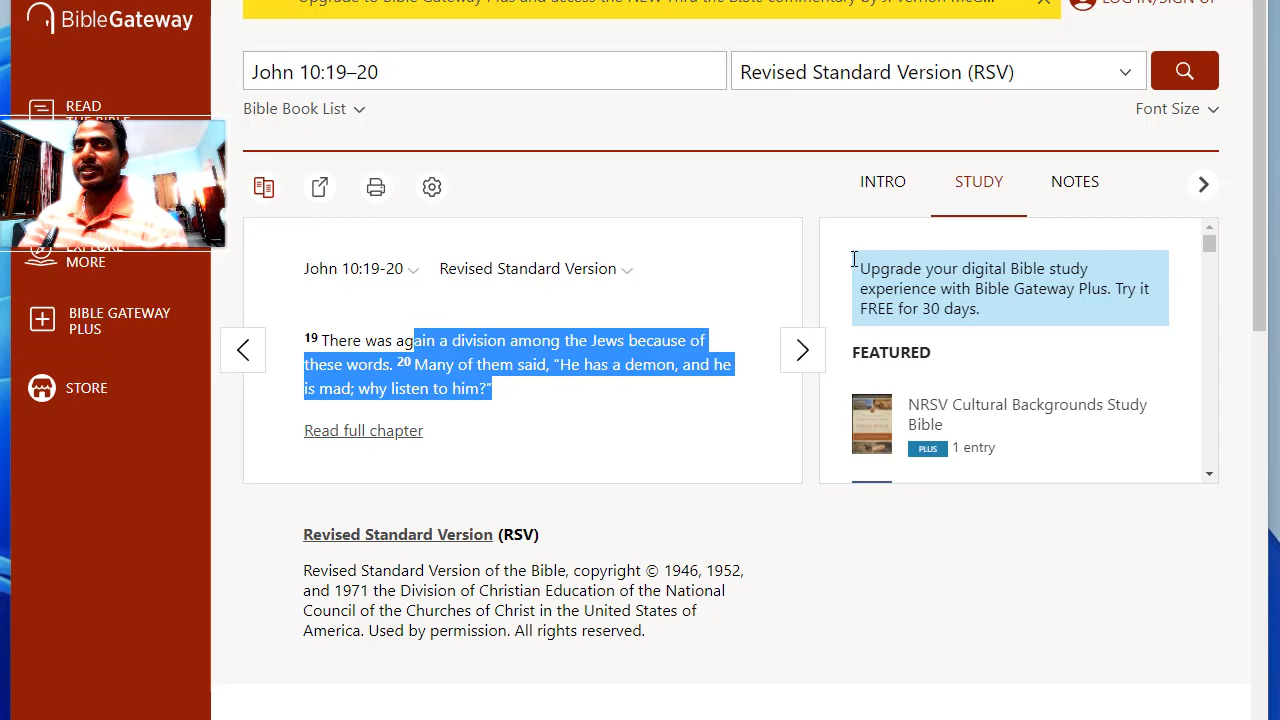 Upgrade to Bible Gateway Plus and access the NEW Thru the Bible commentary by J. Vernon McG...
LOG IN/SIGN UP
BibleGateway
John 10:19–20
Revised Standard Version (RSV)
Bible Book List
Font Size
READ
THE BIBLE
INTRO
STUDY
NOTES
EXPLORE
MORE
BIBLE GATEWAY
PLUS
STORE
John 10:19-20
Revised Standard Version
19 There was again a division among the Jews because of
these words. 20 Many of them said, “He has a demon, and he
is mad; why listen to him?”
Read full chapter
Upgrade your digital Bible study
experience with Bible Gateway Plus. Try it
FREE for 30 days.
FEATURED
NRSV Cultural Backgrounds Study
Bible
PLUS 1 entry
Revised Standard Version (RSV)
Revised Standard Version of the Bible, copyright © 1946, 1952,
and 1971 the Division of Christian Education of the National
Council of the Churches of Christ in the United States of
America. Used by permission. All rights reserved.